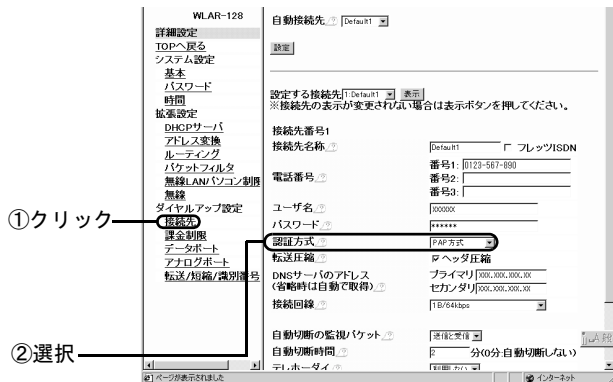 WLAR-128
詳細設定
TOPへ戻る
システム設定
基本
パスワード
時間
拡張設定
DHCPサーバ
アドレス変換
ルーティング
パケットフィルタ
無線LANパソコン制限
無線
ダイヤルアップ設定
接続先
課金制限
データポート
アナログポート
転送/短縮/識別番号
①クリック
②選択
自動接続先 Default1
設定
設定する接続先 1:Default1 表示
※接続先の表示が変更されない場合は表示ボタンを押してください。
接続先番号1
接続先名称 Default1 フレッツISDN
電話番号
番号1: 0123-567-890
番号2:
番号3:
ユーザ名 XXXXXX
パスワード ******
認証方式 PAP方式
転送圧縮 ヘッダ圧縮
DNSサーバのアドレス
(省略時は自動で取得)
プライマリ XXX.XXX.XXX.XX
セカンダリ XXX.XXX.XXX.XX
接続回線 1B/64kbps
自動切断の監視パケット 送信と受信
自動切断時間 2 分(0分:自動切断しない)
テレホーダイ 利用しない
ページが表示されました
インターネット